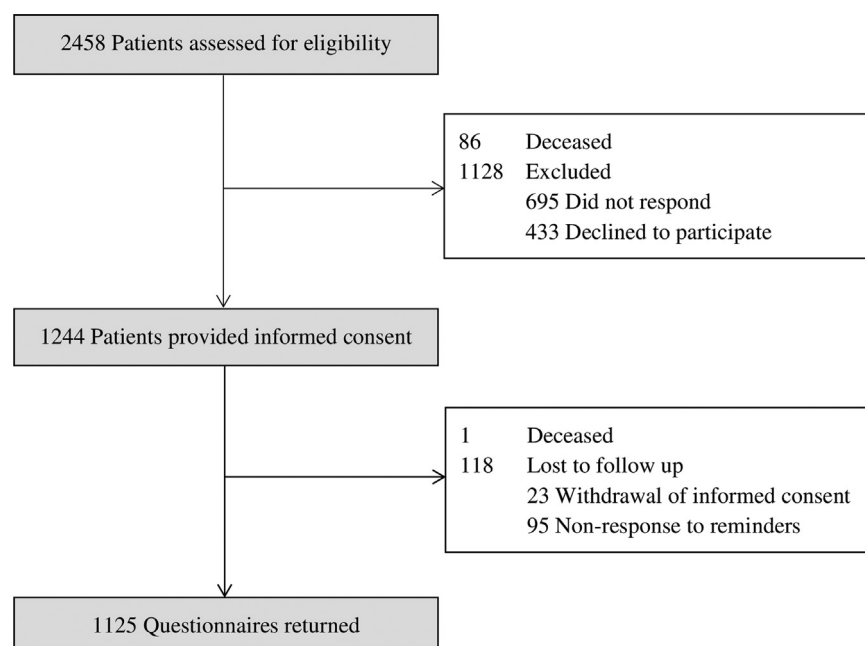 2458 Patients assessed for eligibility
86 Deceased
1128 Excluded
695 Did not respond
433 Declined to participate
1244 Patients provided informed consent
1 Deceased
118 Lost to follow up
23 Withdrawal of informed consent
95 Non-response to reminders
1125 Questionnaires returned